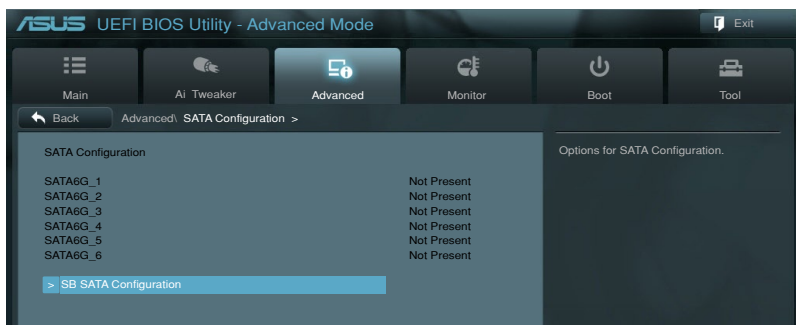 ASUS UEFI BIOS Utility - Advanced Mode
Exit
Main
Ai Tweaker
Advanced
Monitor
Boot
Tool
Back
Advanced\ SATA Configuration >
SATA Configuration
SATA6G_1 Not Present
SATA6G_2 Not Present
SATA6G_3 Not Present
SATA6G_4 Not Present
SATA6G_5 Not Present
SATA6G_6 Not Present
> SB SATA Configuration
Options for SATA Configuration.